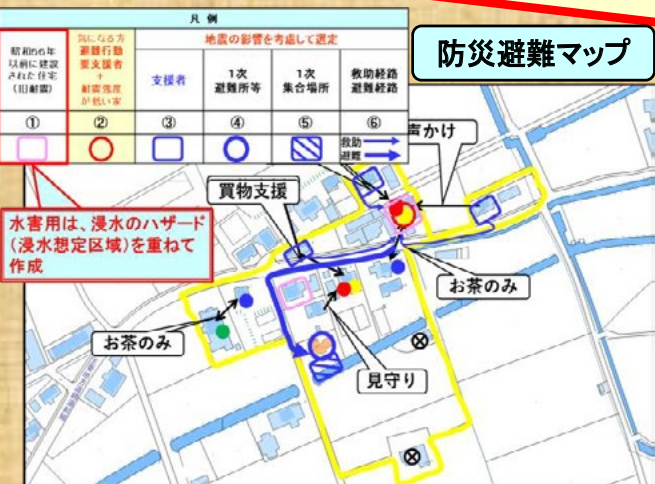 凡 例
防災避難マップ
昭和56年
以前に建設
された住宅
(旧耐震)
気になる方
避難行動
要支援者
+
耐震強度
が低い家
地震の影響を考慮して選定
支援者
1次
避難所等
1次
集合場所
救助経路
避難経路
①
②
③
④
⑤
⑥
救助
避難
声かけ
買物支援
水害用は、浸水のハザード
(浸水想定区域)を重ねて
作成
お茶のみ
お茶のみ
見守り